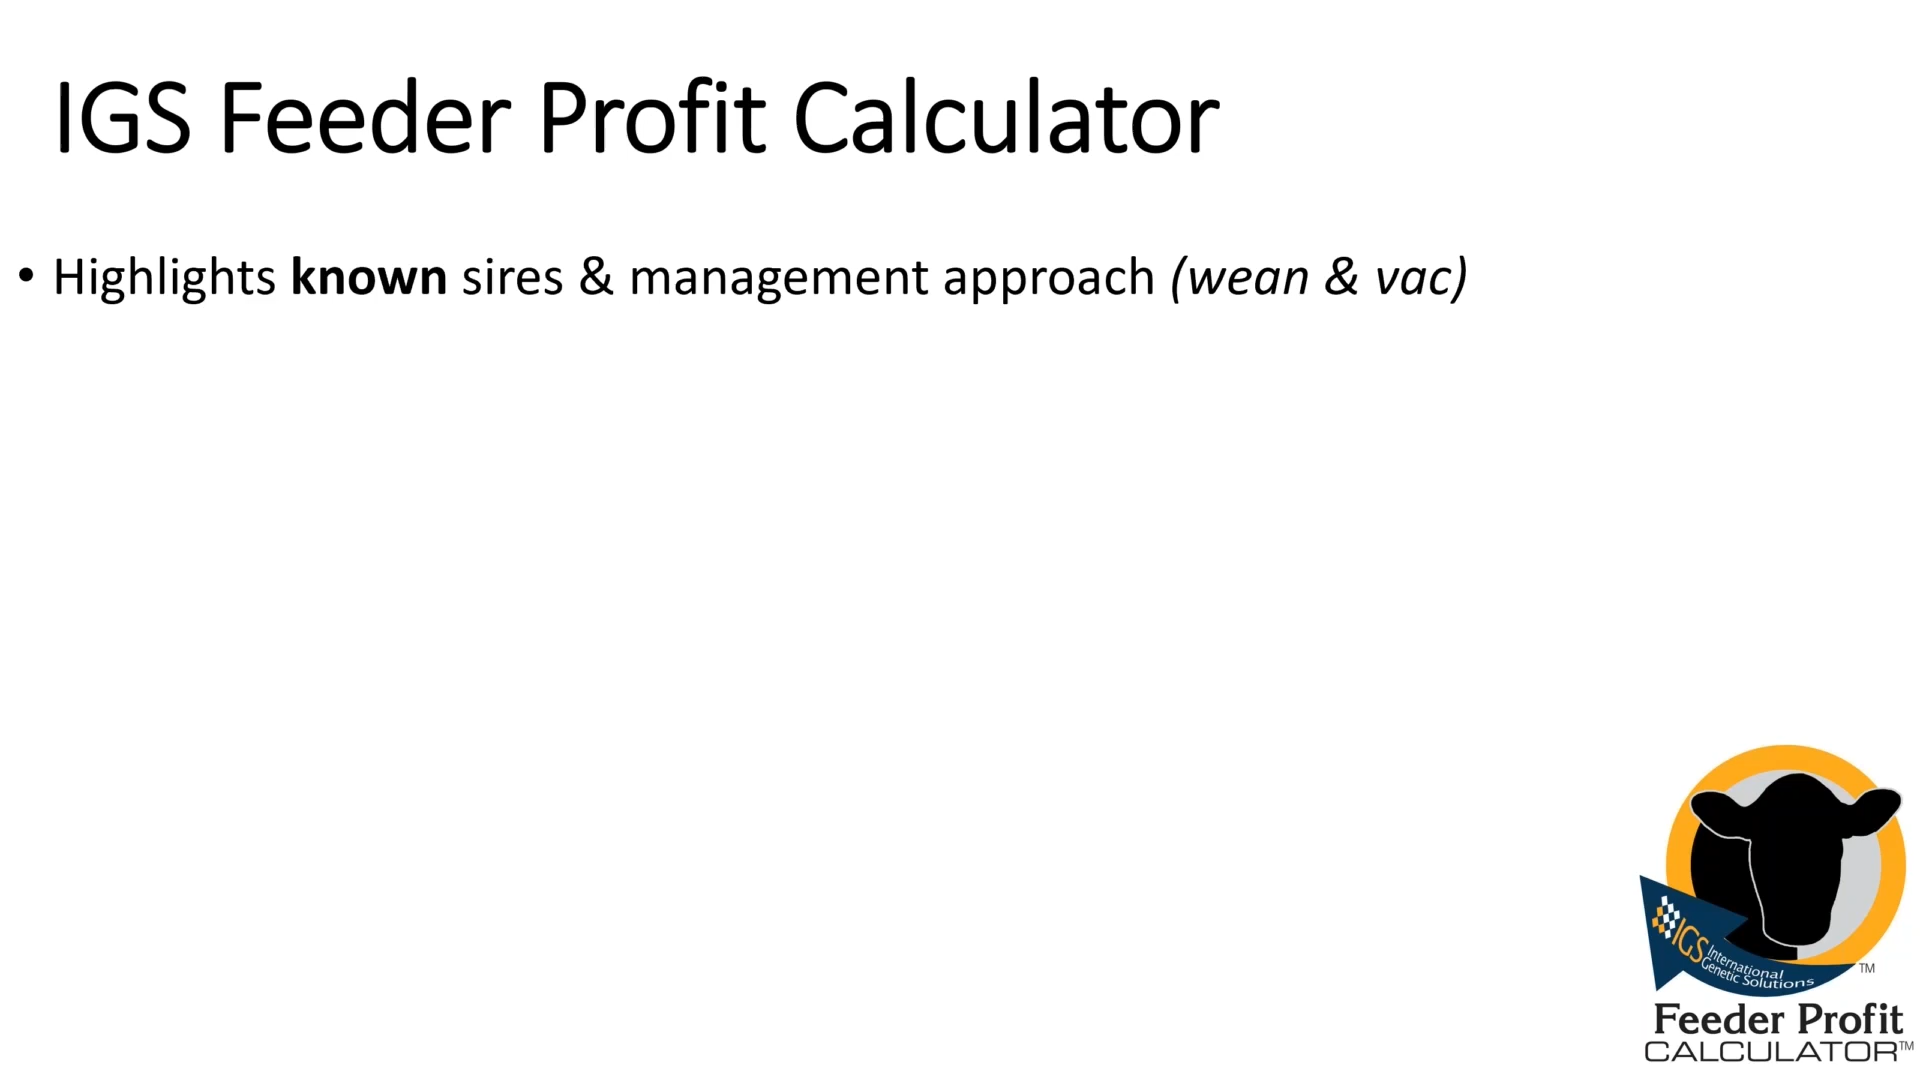 IGS Feeder Profit Calculator
• Highlights known sires & management approach (wean & vac)
IGS International
Genetic Solutions
TM
Feeder Profit
CALCULATOR™